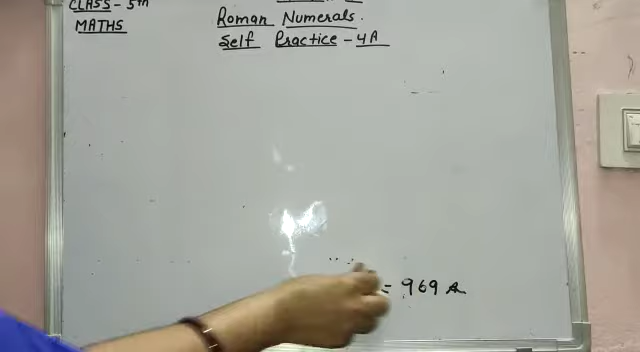 CLASS - 5th
MATHS
Roman Numerals.
Self Practice - 4A
= 969